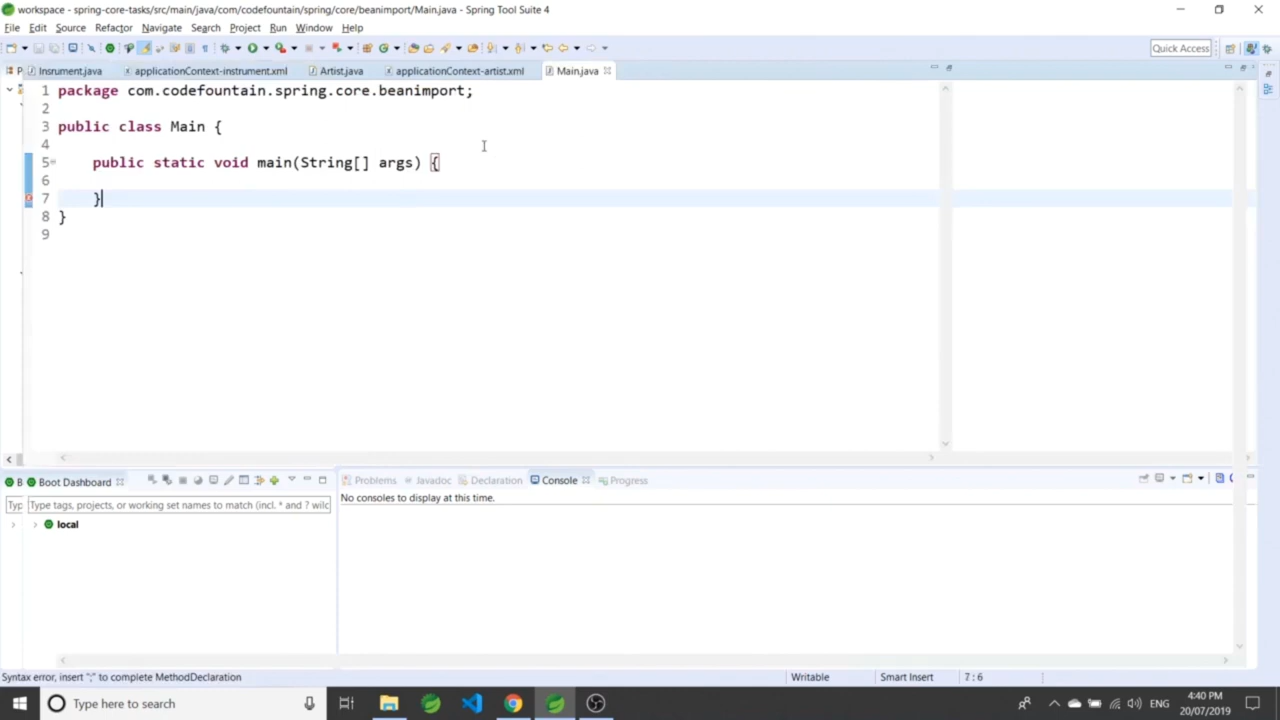 workspace - spring-core-tasks/src/main/java/com/codefountain/spring/core/beanimport/Main.java - Spring Tool Suite 4
File Edit Source Refactor Navigate Search Project Run Window Help
Quick Access
P Insrument.java applicationContext-instrument.xml Artist.java applicationContext-artist.xml Main.java
1 package com.codefountain.spring.core.beanimport;
2
3 public class Main {
4
5 public static void main(String[] args) {
6
7 }
8 }
9
B Boot Dashboard Problems Javadoc Declaration Console Progress
Typ Type tags, projects, or working set names to match (incl. * and ? wilc
No consoles to display at this time.
local
Syntax error, insert ";" to complete MethodDeclaration Writable Smart Insert 7 : 6
Type here to search
ENG
4:40 PM
20/07/2019